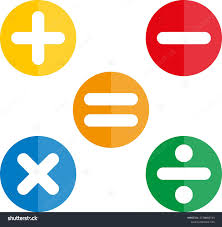 + −
=
× ÷
shutterstock